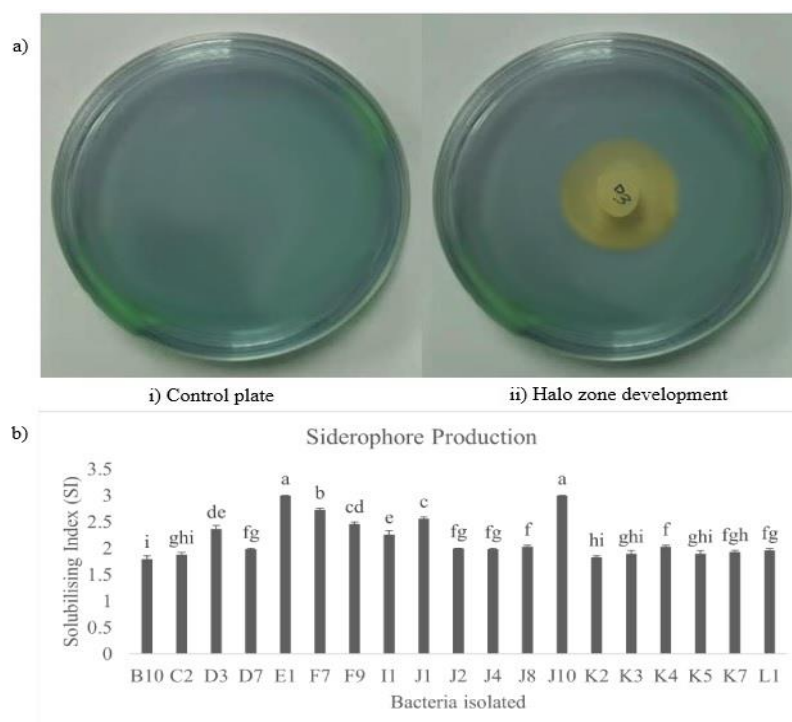 a)
D3
i) Control plate
ii) Halo zone development
b)
Siderophore Production
Solubilising Index (SI)
3.5
3
2.5
2
1.5
1
0.5
0
i ghi de fg a b cd e c fg fg f a hi ghi f ghi fgh fg
B10 C2 D3 D7 E1 F7 F9 I1 J1 J2 J4 J8 J10 K2 K3 K4 K5 K7 L1
Bacteria isolated